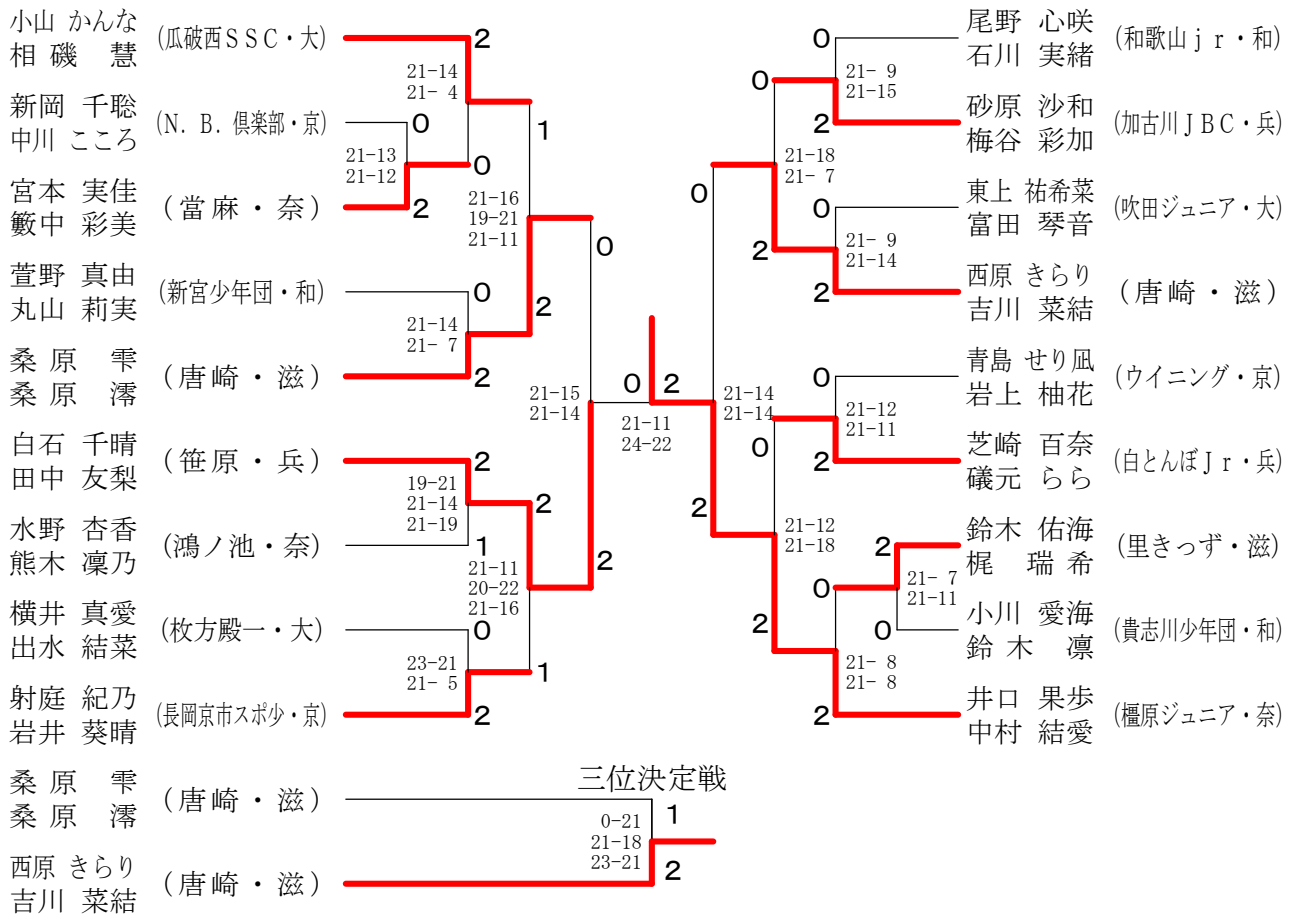 小山 かんな
相 磯　慧
(瓜破西ＳＳＣ・大)
2
21-14
21- 4
新岡 千聡
中川 こころ
(N. B. 倶楽部・京)
0
21-13
21-12
0
1
宮本 実佳
籔中 彩美
(當麻・奈)
2
21-16
19-21
21-11
0
萱野 真由
丸山 莉実
(新宮少年団・和)
0
21-14
21- 7
2
桑 原　雫
桑 原　澪
(唐崎・滋)
2
21-15
21-14
白石 千晴
田中 友梨
(笹原・兵)
2
19-21
21-14
21-19
2
水野 杏香
熊木 凜乃
(鴻ノ池・奈)
1
21-11
20-22
21-16
2
横井 真愛
出水 結菜
(枚方殿一・大)
0
23-21
21- 5
1
射庭 紀乃
岩井 葵晴
(長岡京市スポ少・京)
2
0
2
21-11
24-22
尾野 心咲
石川 実緒
(和歌山ｊｒ・和)
0
21- 9
21-15
0
砂原 沙和
梅谷 彩加
(加古川ＪＢＣ・兵)
2
21-18
21- 7
0
東上 祐希菜
富田 琴音
(吹田ジュニア・大)
0
21- 9
21-14
2
西原 きらり
吉川 菜結
(唐崎・滋)
2
21-14
21-14
青島 せり凪
岩上 柚花
(ウイニング・京)
0
21-12
21-11
0
芝崎 百奈
礒元 らら
(白とんぼＪｒ・兵)
2
21-12
21-18
2
鈴木 佑海
梶　瑞 希
(里きっず・滋)
2
21- 7
21-11
0
小川 愛海
鈴 木　凛
(貴志川少年団・和)
0
21- 8
21- 8
2
井口 果歩
中村 結愛
(橿原ジュニア・奈)
2
三位決定戦
桑 原　雫
桑 原　澪
(唐崎・滋)
1
0-21
21-18
23-21
西原 きらり
吉川 菜結
(唐崎・滋)
2